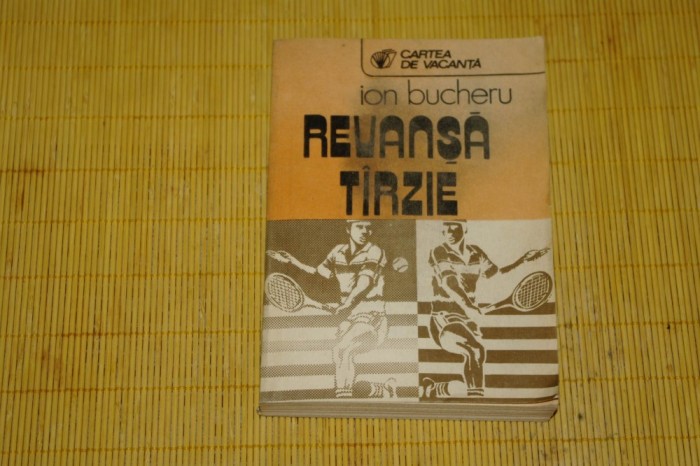 CARTEA
DE VACANȚĂ
ion bucheru
REVANȘĂ
TÎRZIE